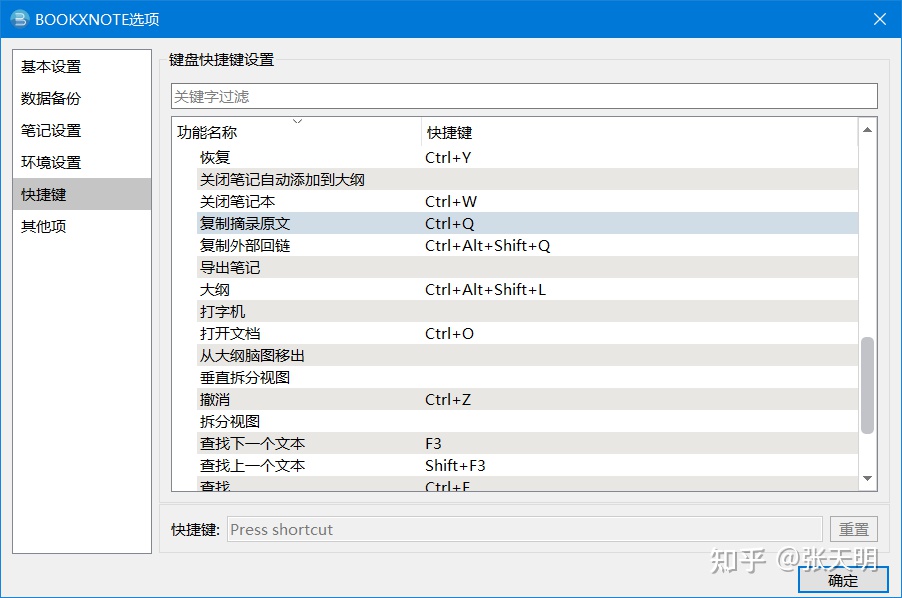 BOOKXNOTE选项
基本设置
数据备份
笔记设置
环境设置
快捷键
其他项
键盘快捷键设置
关键字过滤
功能名称 快捷键
恢复 Ctrl+Y
关闭笔记自动添加到大纲
关闭笔记本 Ctrl+W
复制摘录原文 Ctrl+Q
复制外部回链 Ctrl+Alt+Shift+Q
导出笔记
大纲 Ctrl+Alt+Shift+L
打字机
打开文档 Ctrl+O
从大纲脑图移出
垂直拆分视图
撤消 Ctrl+Z
拆分视图
查找下一个文本 F3
查找上一个文本 Shift+F3
查找 Ctrl+F
快捷键: Press shortcut 重置
知乎 @张天明
确定